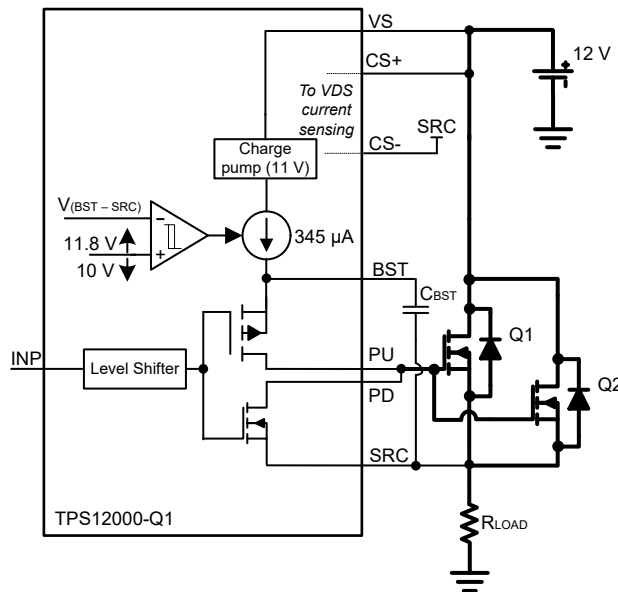 VS
CS+
12 V
To VDS
current
sensing
SRC
CS-
Charge
pump (11 V)
V(BST – SRC)
345 µA
11.8 V
10 V
BST
CBST
Q1
INP
Level Shifter
PU
PD
Q2
SRC
RLOAD
TPS12000-Q1